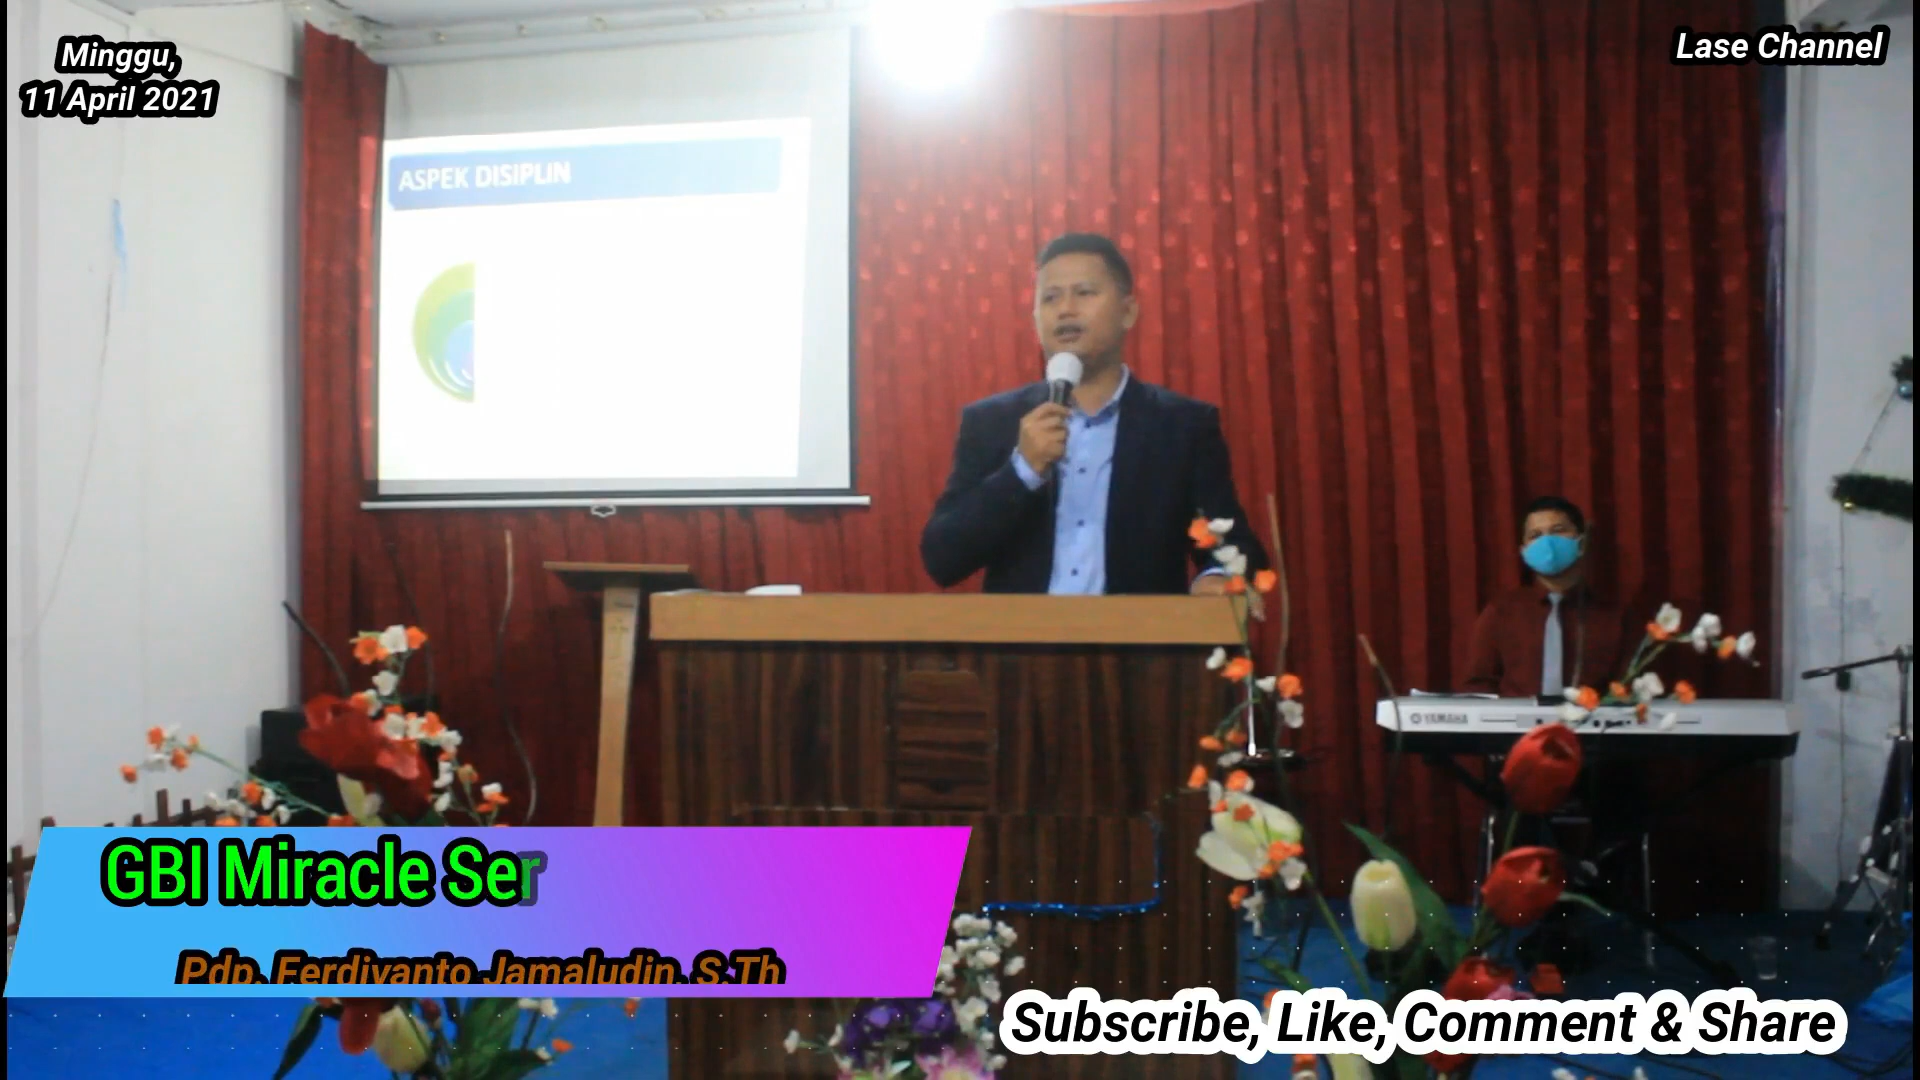 Minggu,
11 April 2021
Lase Channel
ASPEK DISIPLIN
YAMAHA
GBI Miracle Ser
Pdp. Ferdiyanto Jamaludin, S.Th
Subscribe, Like, Comment & Share